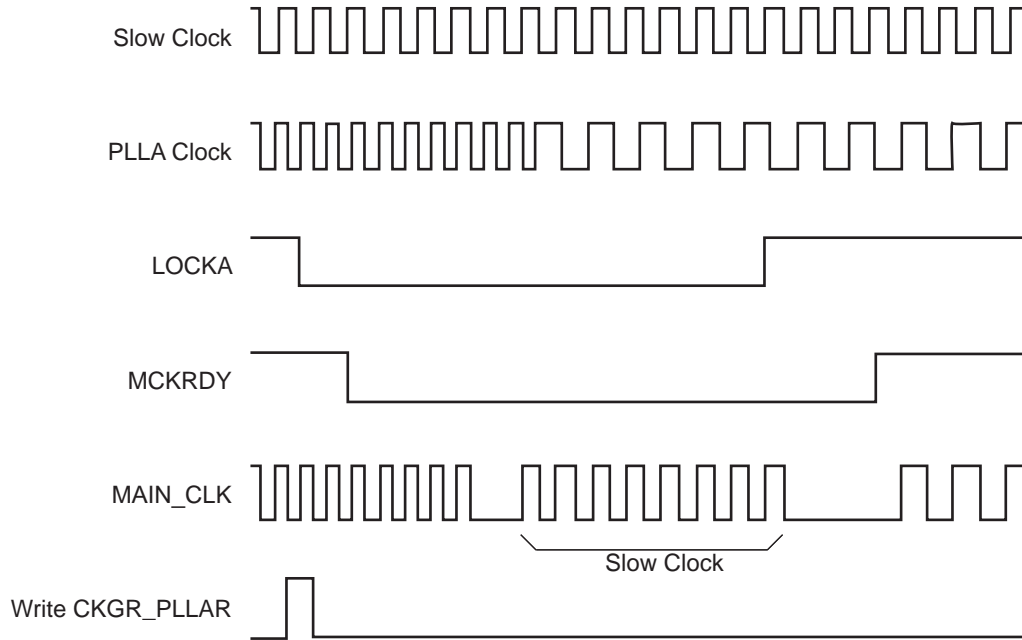 Slow Clock
PLLA Clock
LOCKA
MCKRDY
MAIN_CLK
Slow Clock
Write CKGR_PLLAR